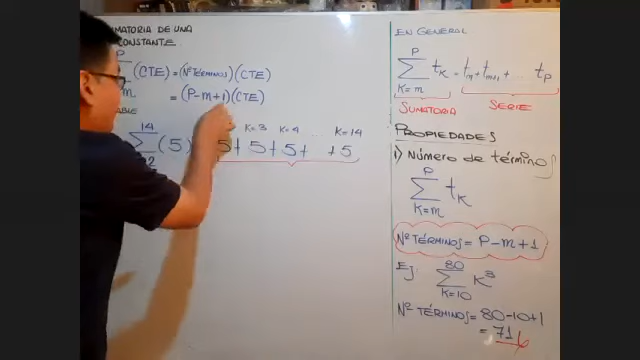 MATORIA DE UNA
CONSTANTE
P
(CTE) = (Nº TÉRMINOS)(CTE)
m
= (P-m+1)(CTE)
ABLE
14
K=3 K=4 .. K=14
∑(5) 5+5+5+ +5
EN GENERAL
P
∑ tK = tm+tm+1+ ... tP
K=m
SUMATORIA SERIE
PROPIEDADES
1) Número de términos
P
∑ tK
K=m
Nº TÉRMINOS = P-m+1
Ej: 80
∑ K³
K=10
Nº TÉRMINOS = 80-10+1
= 71